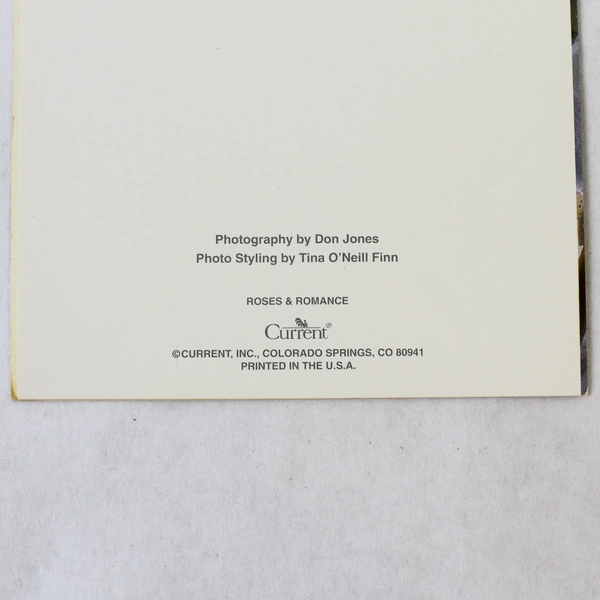 Photography by Don Jones
Photo Styling by Tina O'Neill Finn
ROSES & ROMANCE
Current®
©CURRENT, INC., COLORADO SPRINGS, CO 80941
PRINTED IN THE U.S.A.